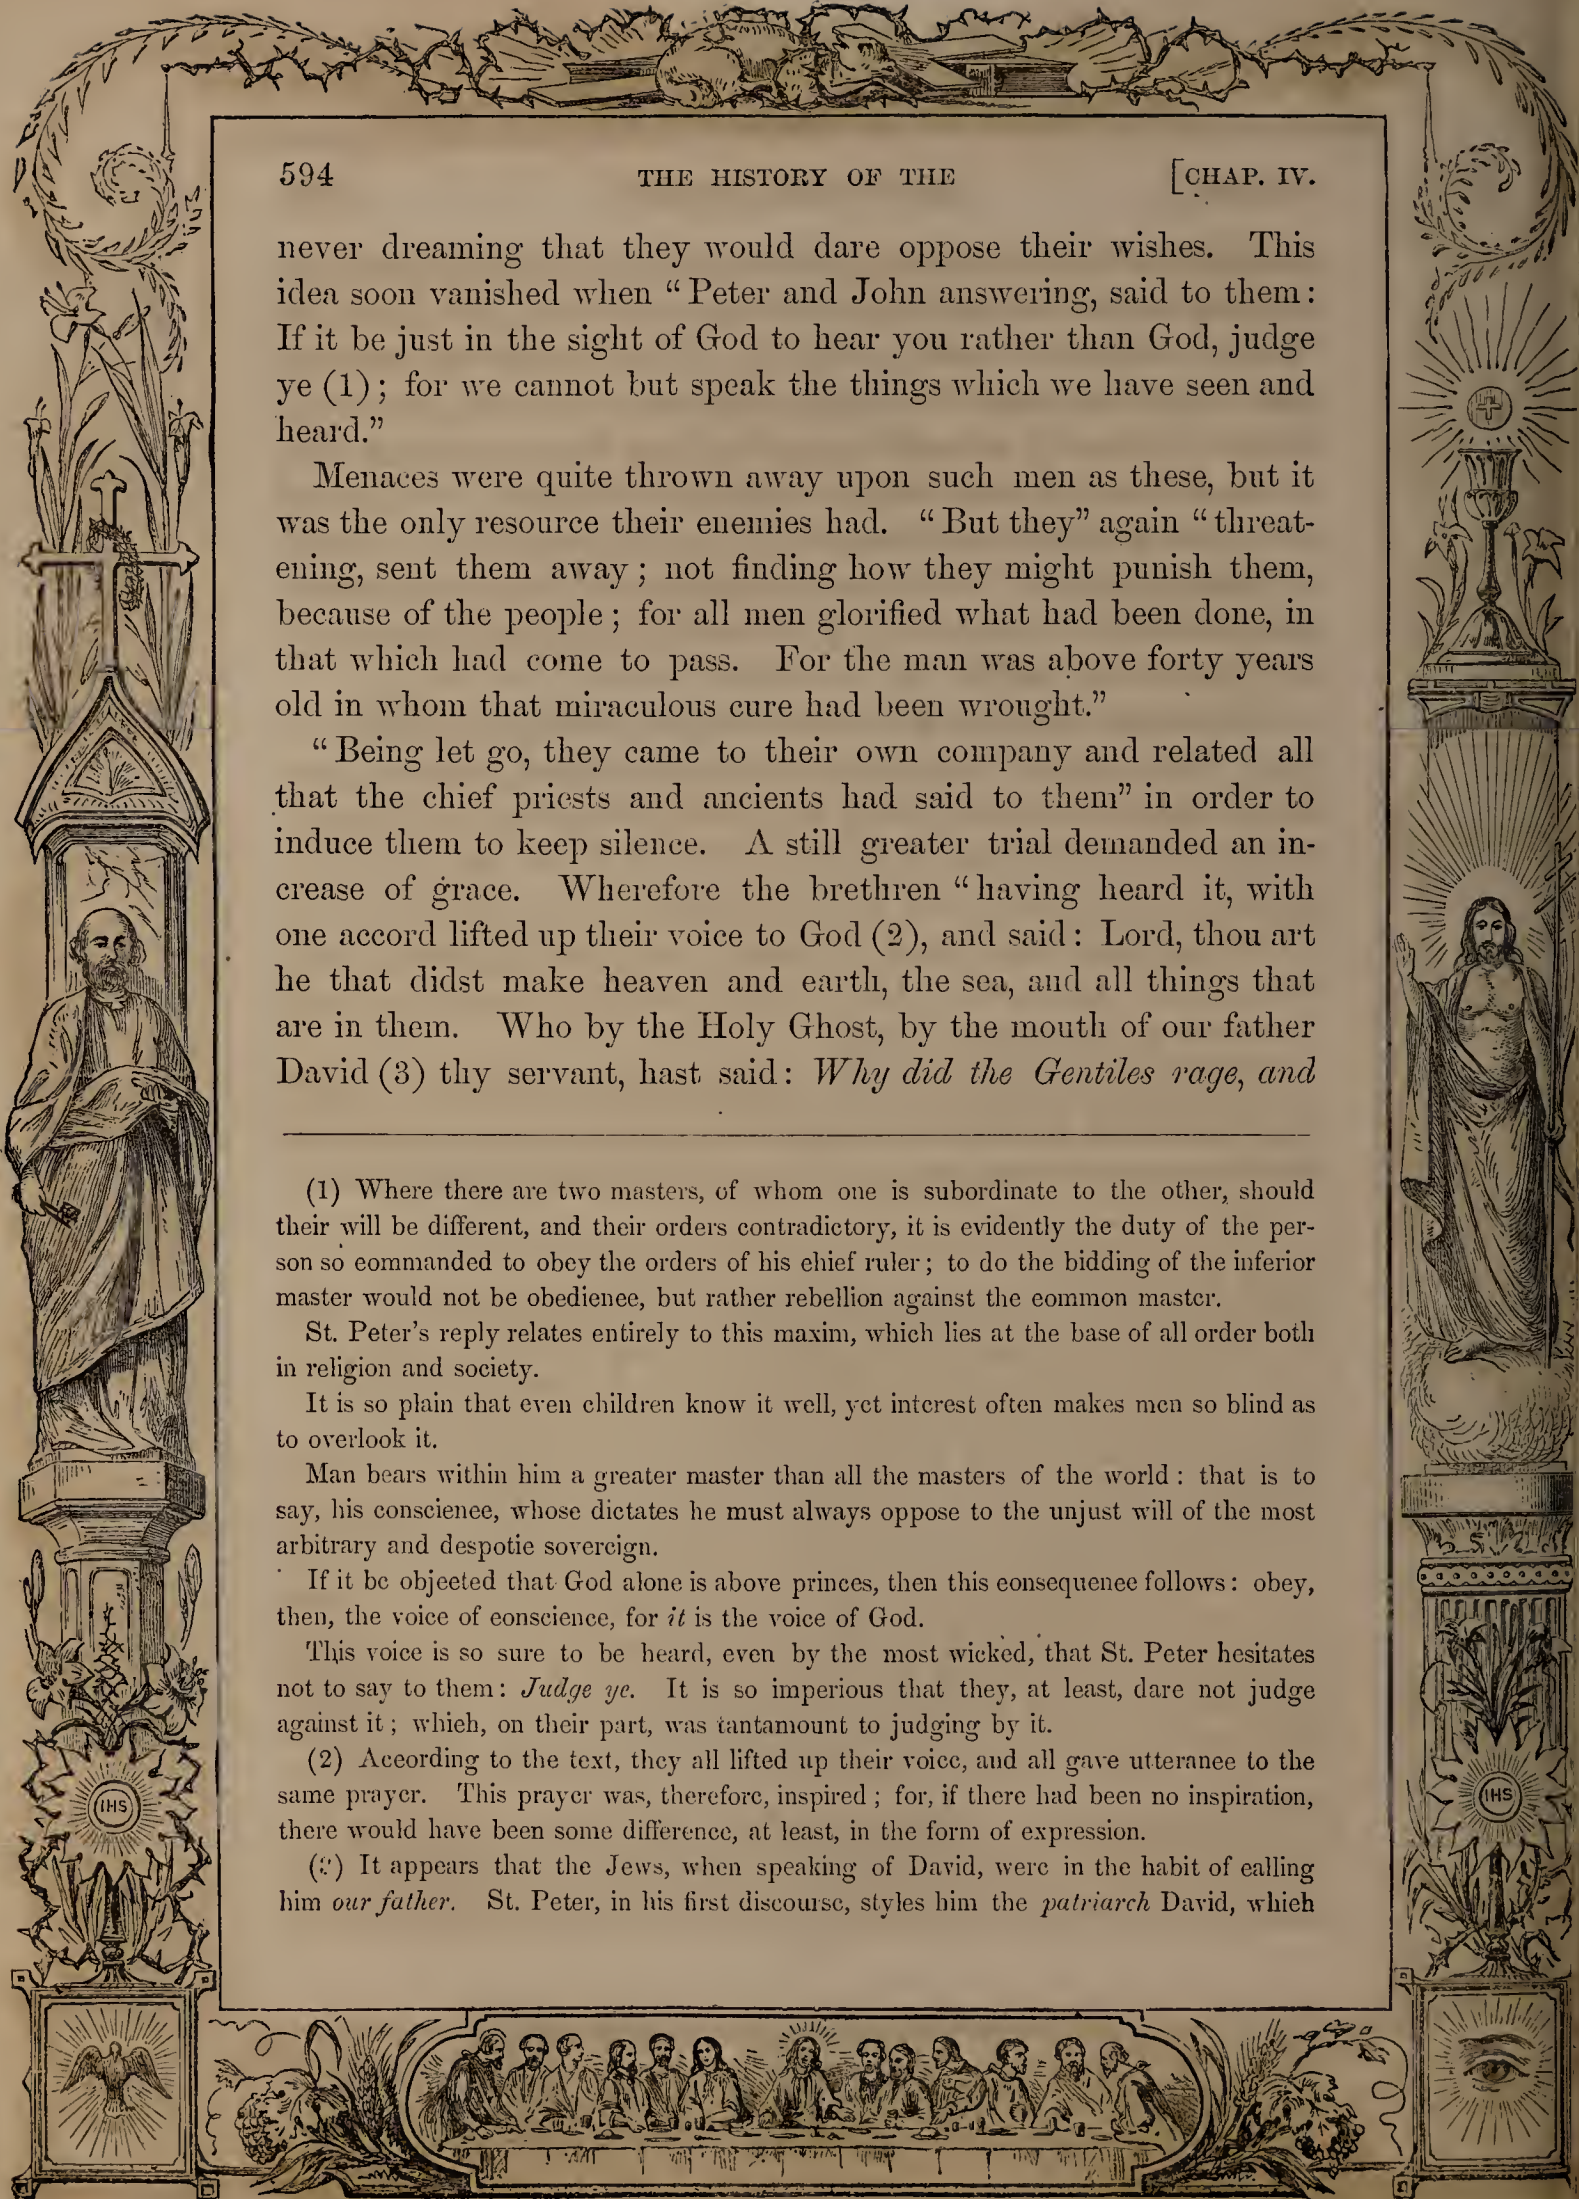 594 THE HISTORY OF THE [CHAP. IV.
never dreaming that they would dare oppose their wishes. This
idea soon vanished when “Peter and John answering, said to them:
If it be just in the sight of God to hear you rather than God, judge
ye (1); for we cannot but speak the things which we have seen and
heard.”
Menaces were quite thrown away upon such men as these, but it
was the only resource their enemies had. “But they” again “threat-
ening, sent them away; not finding how they might punish them,
because of the people; for all men glorified what had been done, in
that which had come to pass. For the man was above forty years
old in whom that miraculous cure had been wrought.”
“Being let go, they came to their own company and related all
that the chief priests and ancients had said to them” in order to
induce them to keep silence. A still greater trial demanded an in-
crease of grace. Wherefore the brethren “having heard it, with
one accord lifted up their voice to God (2), and said: Lord, thou art
he that didst make heaven and earth, the sea, and all things that
are in them. Who by the Holy Ghost, by the mouth of our father
David (3) thy servant, hast said: Why did the Gentiles rage, and
(1) Where there are two masters, of whom one is subordinate to the other, should
their will be different, and their orders contradictory, it is evidently the duty of the per-
son so commanded to obey the orders of his chief ruler; to do the bidding of the inferior
master would not be obedience, but rather rebellion against the common master.
St. Peter’s reply relates entirely to this maxim, which lies at the base of all order both
in religion and society.
It is so plain that even children know it well, yet interest often makes men so blind as
to overlook it.
Man bears within him a greater master than all the masters of the world: that is to
say, his conscience, whose dictates he must always oppose to the unjust will of the most
arbitrary and despotic sovereign.
If it be objected that God alone is above princes, then this consequence follows: obey,
then, the voice of conscience, for it is the voice of God.
This voice is so sure to be heard, even by the most wicked, that St. Peter hesitates
not to say to them: Judge ye. It is so imperious that they, at least, dare not judge
against it; which, on their part, was tantamount to judging by it.
(2) According to the text, they all lifted up their voice, and all gave utterance to the
same prayer. This prayer was, therefore, inspired; for, if there had been no inspiration,
there would have been some difference, at least, in the form of expression.
(3) It appears that the Jews, when speaking of David, were in the habit of calling
him our father. St. Peter, in his first discourse, styles him the patriarch David, which
IHS
IHS